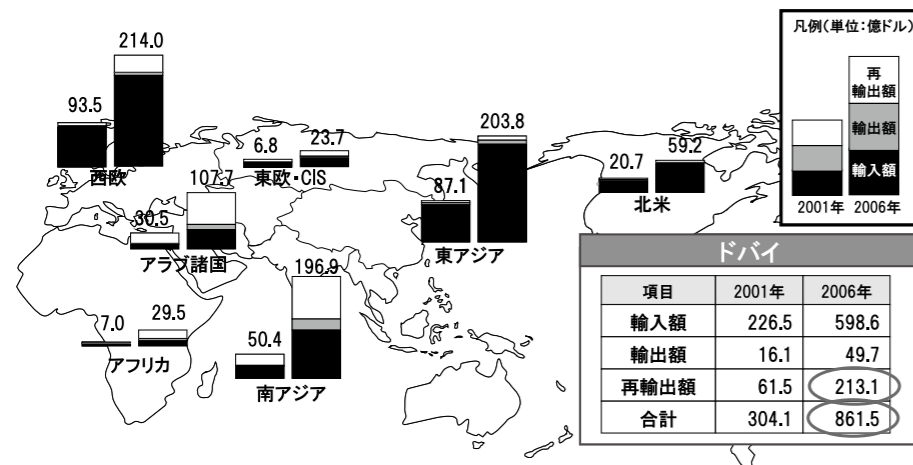 凡例(単位:億ドル)
再
輸出額
輸出額
輸入額
2001年
2006年
214.0
93.5
西欧
6.8
23.7
東欧・CIS
203.8
87.1
東アジア
20.7
59.2
北米
107.7
30.5
アラブ諸国
196.9
50.4
南アジア
7.0
29.5
アフリカ
ドバイ
項目 2001年 2006年
輸入額 226.5 598.6
輸出額 16.1 49.7
再輸出額 61.5 213.1
合計 304.1 861.5